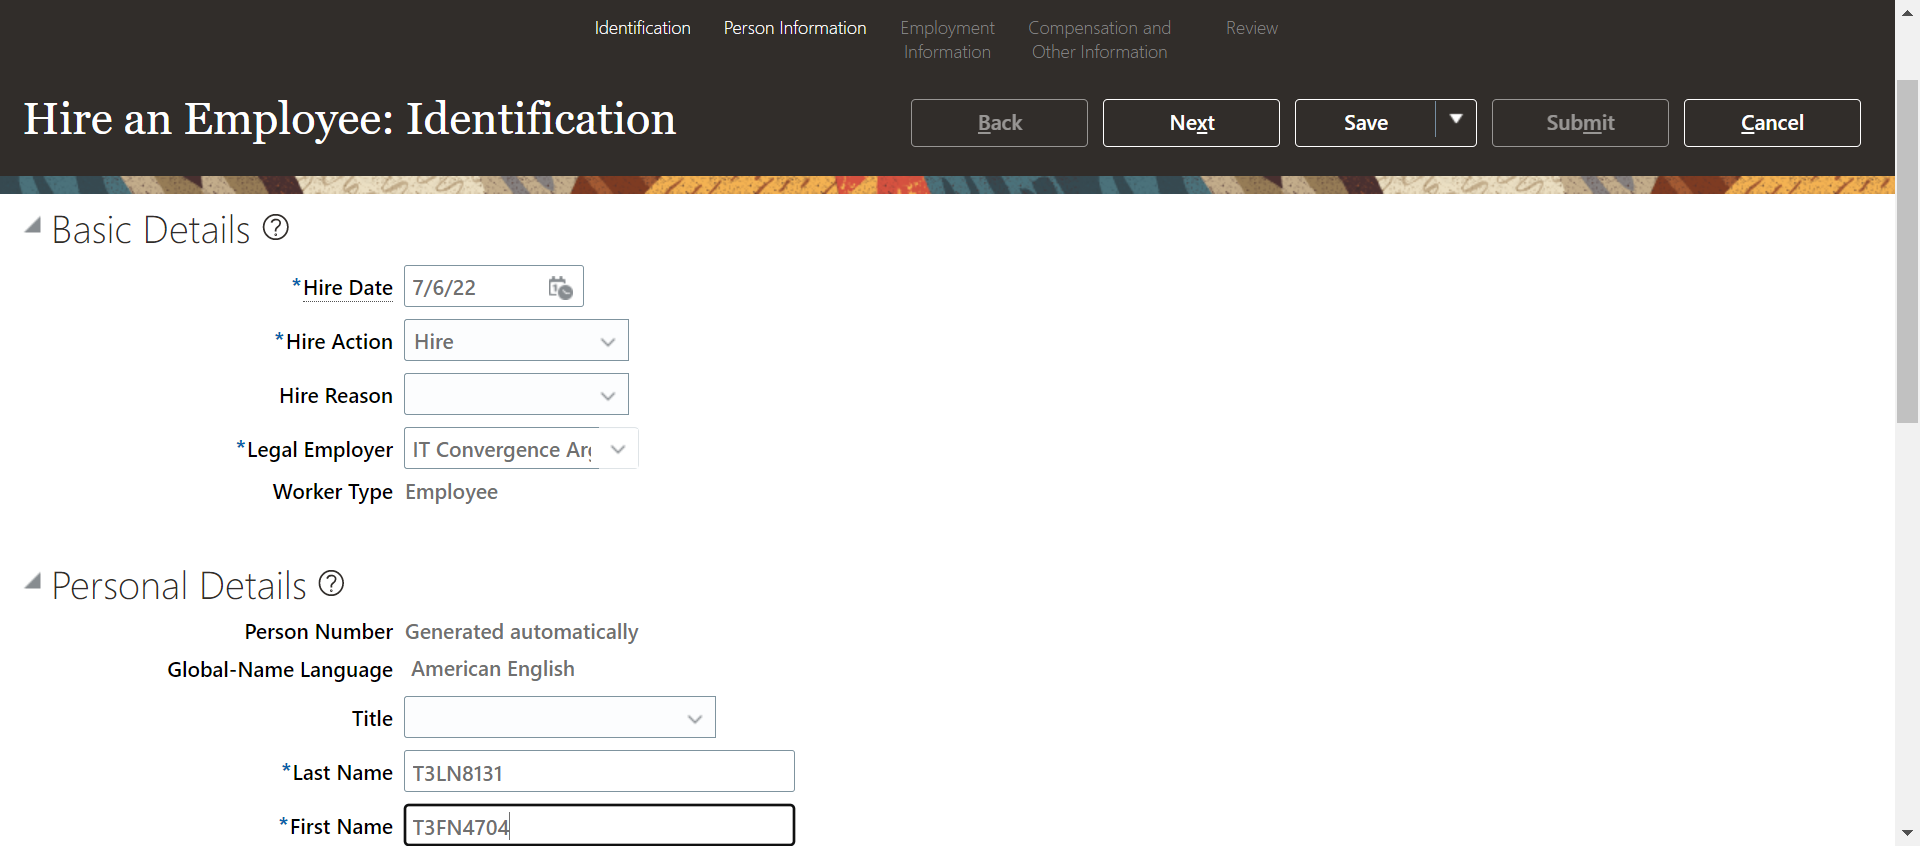 Identification Person Information Employment Information Compensation and Other Information Review
Hire an Employee: Identification
Back Next Save Submit Cancel
Basic Details
*Hire Date 7/6/22
*Hire Action Hire
Hire Reason
*Legal Employer IT Convergence Arg
Worker Type Employee
Personal Details
Person Number Generated automatically
Global-Name Language American English
Title
*Last Name T3LN8131
*First Name T3FN4704